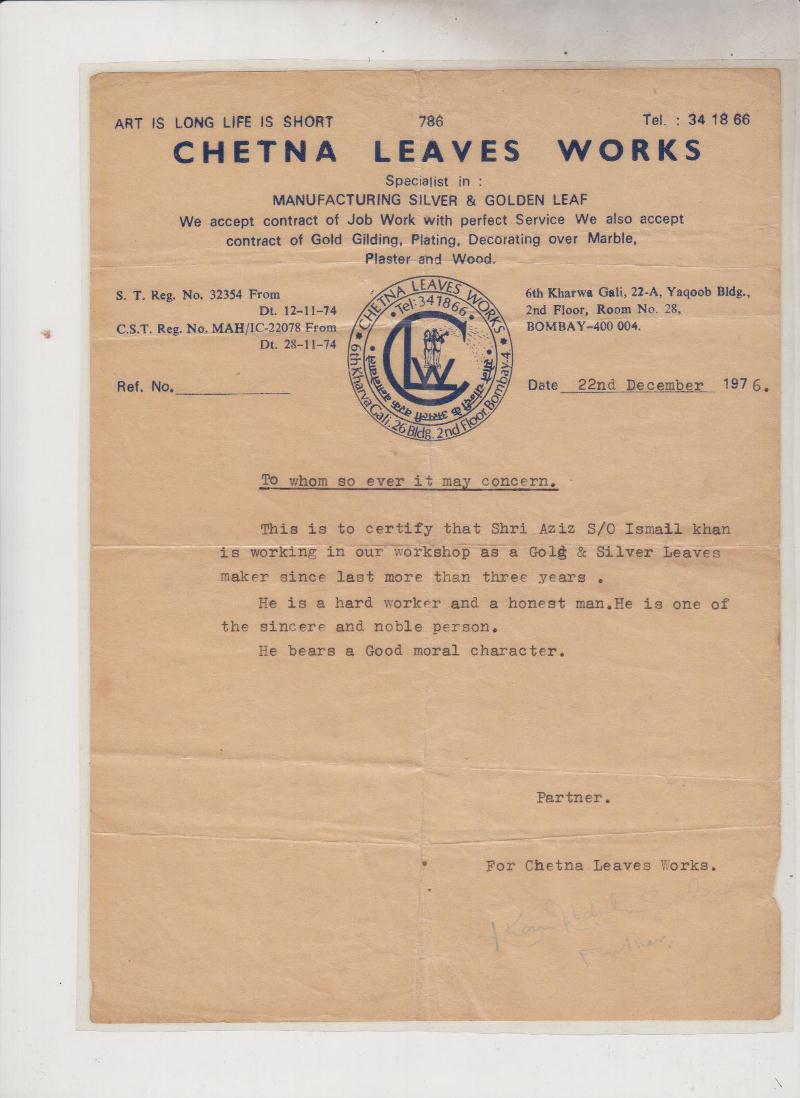 ART IS LONG LIFE IS SHORT 786 Tel. : 34 18 66
CHETNA LEAVES WORKS
Specialist in :
MANUFACTURING SILVER & GOLDEN LEAF
We accept contract of Job Work with perfect Service We also accept
contract of Gold Gilding, Plating, Decorating over Marble,
Plaster and Wood.
S. T. Reg. No. 32354 From
Dt. 12-11-74
C.S.T. Reg. No. MAH/IC-22078 From
Dt. 28-11-74
CHETNA LEAVES WORKS
Tel: 341866
CLW
सोना चाँदी के असली वरक बनानेवाले
6th Kharva Gali, 26 Bldg. 2nd Floor, Bombay.4
6th Kharwa Gali, 22-A, Yaqoob Bldg.,
2nd Floor, Room No. 28,
BOMBAY-400 004.
Ref. No.
Date 22nd December 1976.
To whom so ever it may concern.
This is to certify that Shri Aziz S/O Ismail khan
is working in our workshop as a Gold & Silver Leaves
maker since last more than three years .
He is a hard worker and a honest man.He is one of
the sincere and noble person.
He bears a Good moral character.
Partner.
For Chetna Leaves Works.